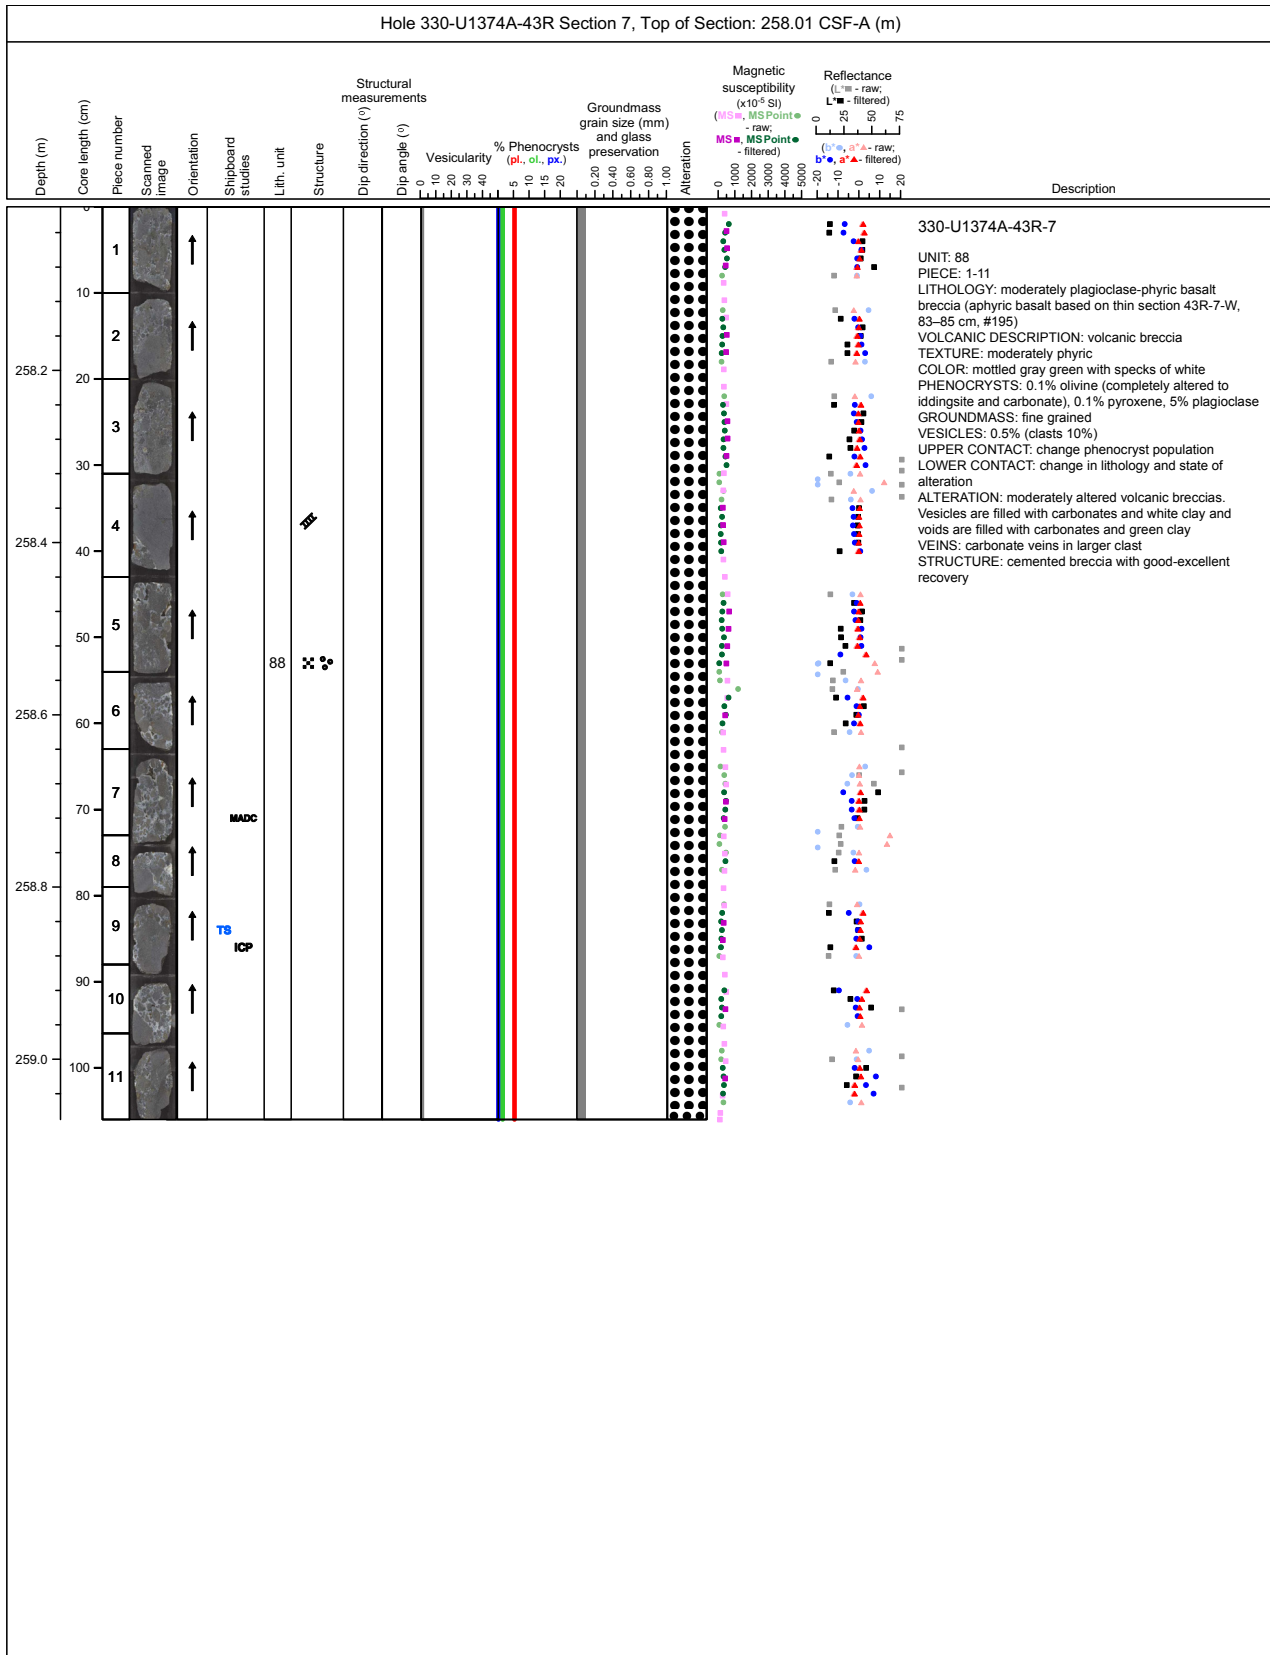 Hole 330-U1374A-43R Section 7, Top of Section: 258.01 CSF-A (m)
Depth (m)
Core length (cm)
Piece number
Scanned
image
Orientation
Shipboard
studies
Lith. unit
Structure
Structural
measurements
Dip direction (º)
Dip angle (º)
Vesicularity
0 10 20 30 40
% Phenocrysts
(pl., ol., px.)
5 10 15 20
Groundmass
grain size (mm)
and glass
preservation
0.20 0.40 0.60 0.80 1.00
Alteration
Magnetic
susceptibility
(x10⁻⁵ SI)
(MS■, MSPoint●
- raw;
MS■, MSPoint●
- filtered)
0 1000 2000 3000 4000 5000
Reflectance
(L*■ - raw;
L*■ - filtered)
0 25 50 75
(b*●, a*▲- raw;
b*●, a*▲- filtered)
-20 -10 0 10 20
Description
0
10
20
30
40
50
60
70
80
90
100
258.2
258.4
258.6
258.8
259.0
1
2
3
4
5
6
7
8
9
10
11
MADC
TS
ICP
88
330-U1374A-43R-7
UNIT: 88
PIECE: 1-11
LITHOLOGY: moderately plagioclase-phyric basalt
breccia (aphyric basalt based on thin section 43R-7-W,
83–85 cm, #195)
VOLCANIC DESCRIPTION: volcanic breccia
TEXTURE: moderately phyric
COLOR: mottled gray green with specks of white
PHENOCRYSTS: 0.1% olivine (completely altered to
iddingsite and carbonate), 0.1% pyroxene, 5% plagioclase
GROUNDMASS: fine grained
VESICLES: 0.5% (clasts 10%)
UPPER CONTACT: change phenocryst population
LOWER CONTACT: change in lithology and state of
alteration
ALTERATION: moderately altered volcanic breccias.
Vesicles are filled with carbonates and white clay and
voids are filled with carbonates and green clay
VEINS: carbonate veins in larger clast
STRUCTURE: cemented breccia with good-excellent
recovery